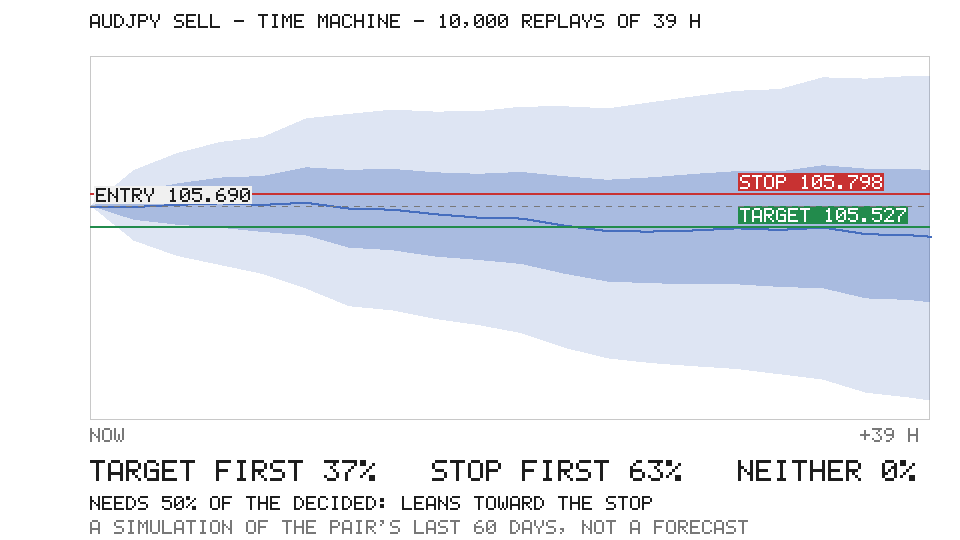 AUDJPY SELL - TIME MACHINE - 10,000 REPLAYS OF 39 H
STOP 105.798
ENTRY 105.690
TARGET 105.527
NOW
+39 H
TARGET FIRST 37% STOP FIRST 63% NEITHER 0%
NEEDS 50% OF THE DECIDED: LEANS TOWARD THE STOP
A SIMULATION OF THE PAIR'S LAST 60 DAYS, NOT A FORECAST